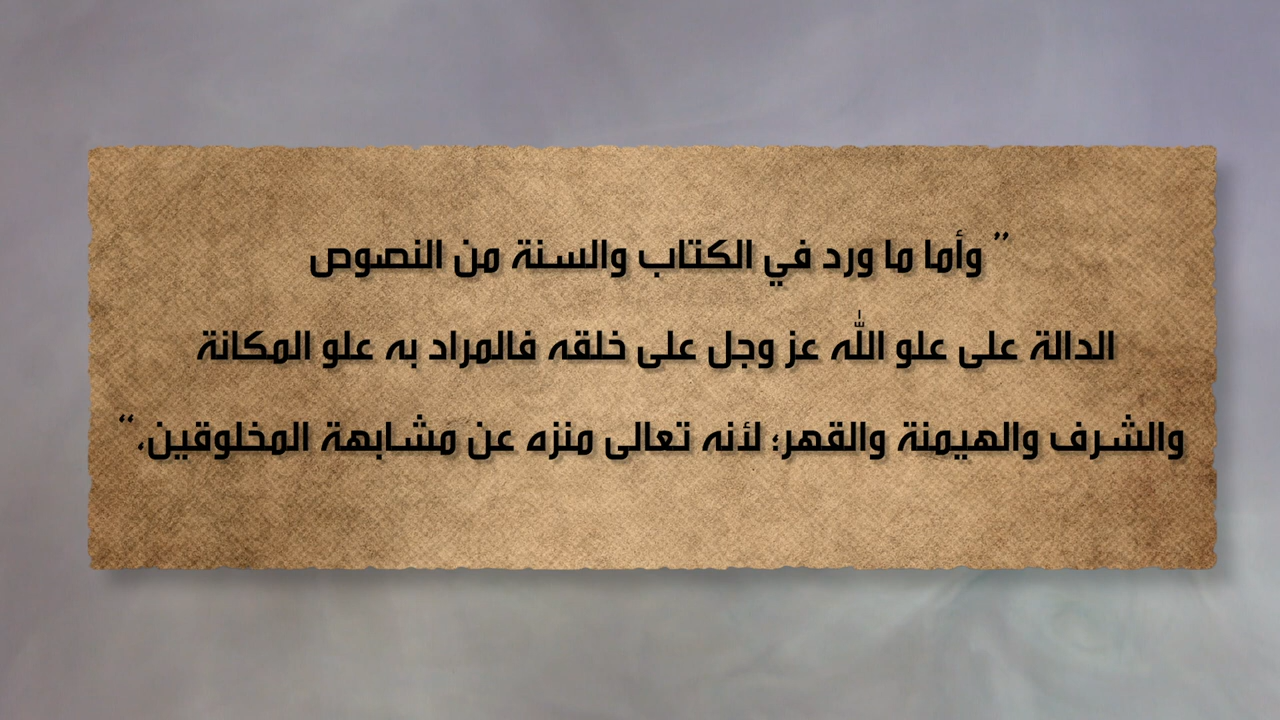 ” وأما ما ورد في الكتاب والسنة من النصوص
الدالة على علو اللّٰه عز وجل على خلقه فالمراد به علو المكانة
والشرف والهيمنة والقهر؛ لأنه تعالى منزه عن مشابهة المخلوقين،“